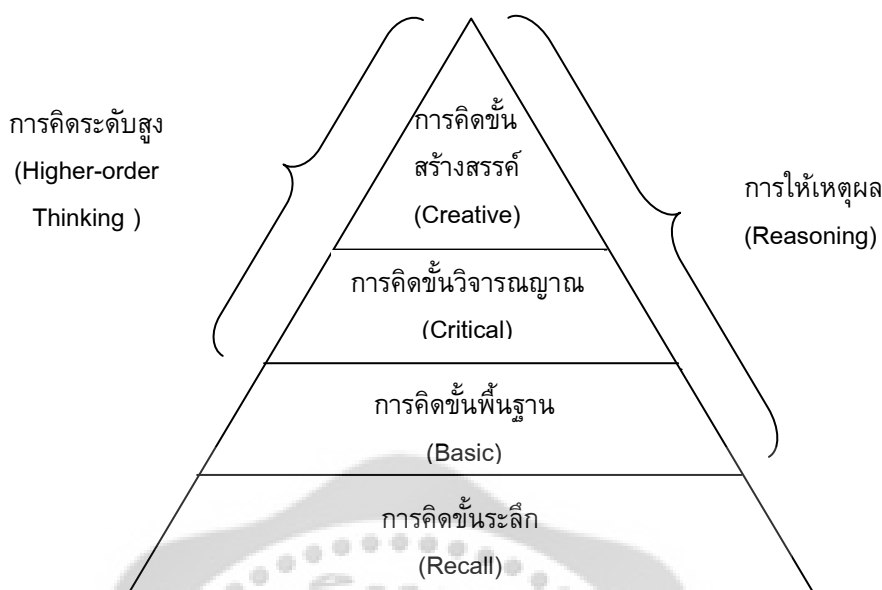 การคิดระดับสูง
(Higher-order
Thinking )
การคิดขั้น
สร้างสรรค์
(Creative)
การให้เหตุผล
(Reasoning)
การคิดขั้นวิจารณญาณ
(Critical)
การคิดขั้นพื้นฐาน
(Basic)
การคิดขั้นระลึก
(Recall)